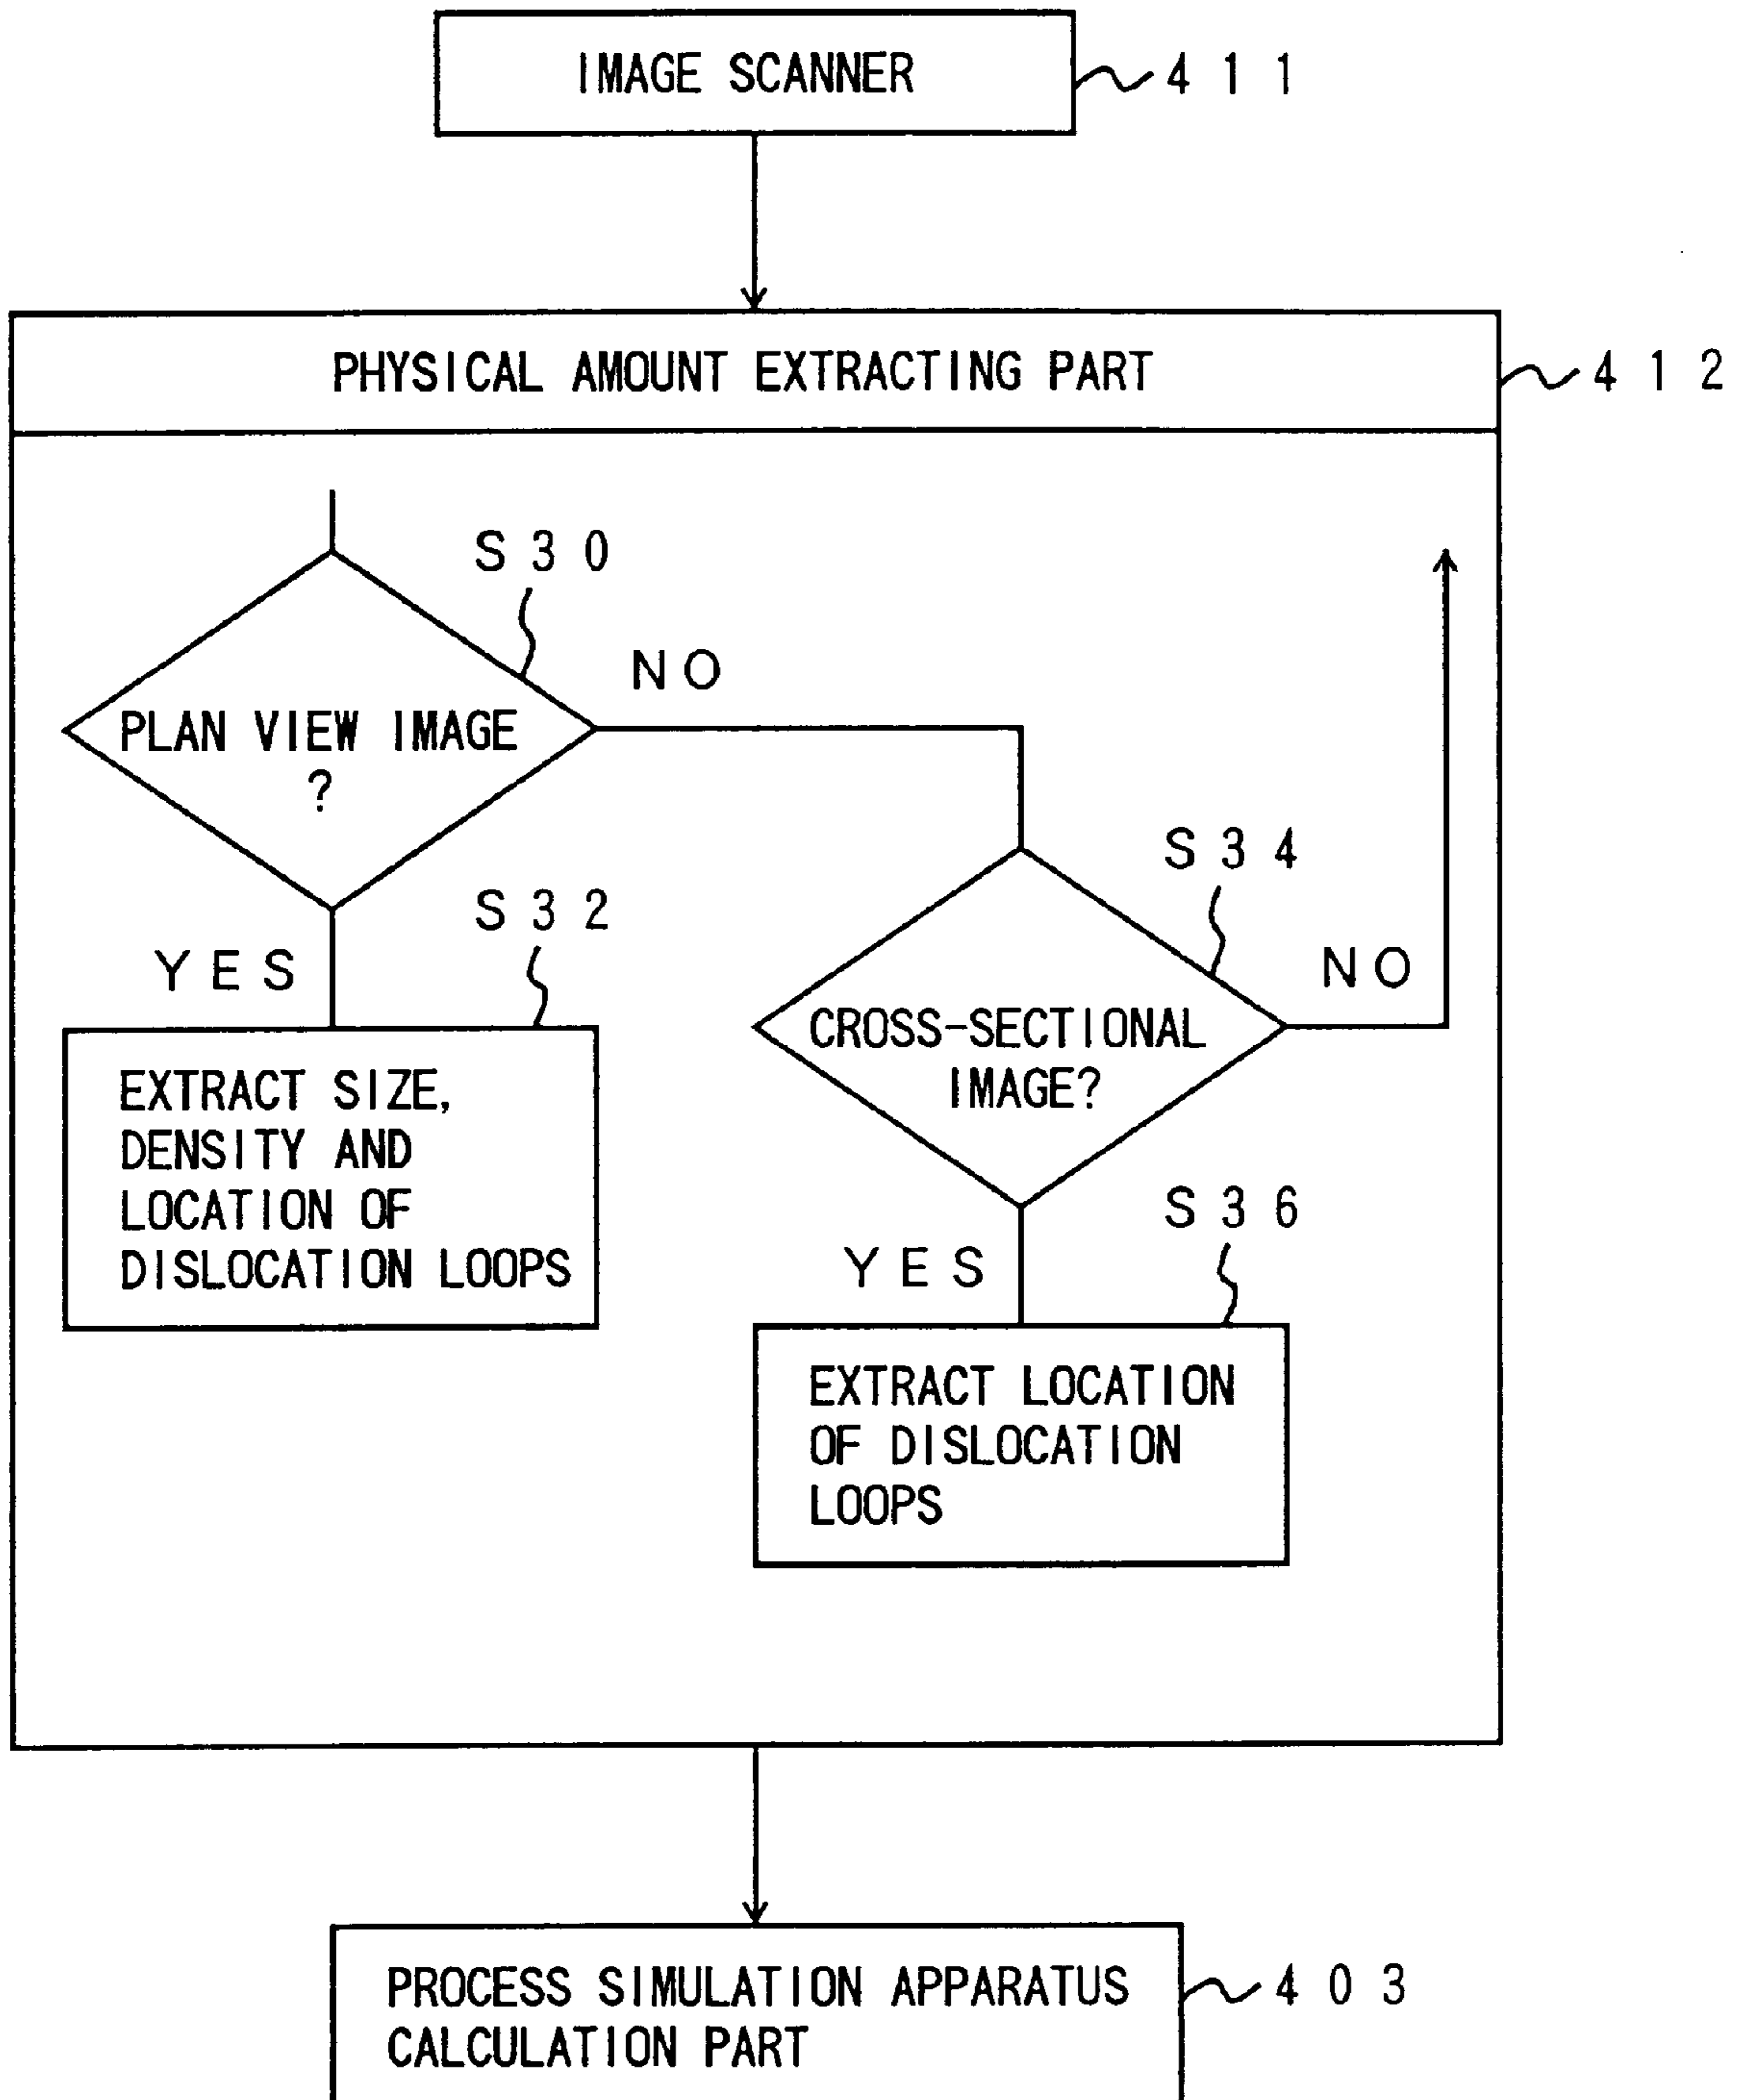 IMAGE SCANNER
411
PHYSICAL AMOUNT EXTRACTING PART
412
S30
NO
PLAN VIEW IMAGE
?
S34
S32
YES
NO
CROSS-SECTIONAL
IMAGE?
EXTRACT SIZE,
DENSITY AND
LOCATION OF
DISLOCATION LOOPS
S36
YES
EXTRACT LOCATION
OF DISLOCATION
LOOPS
PROCESS SIMULATION APPARATUS
CALCULATION PART
403